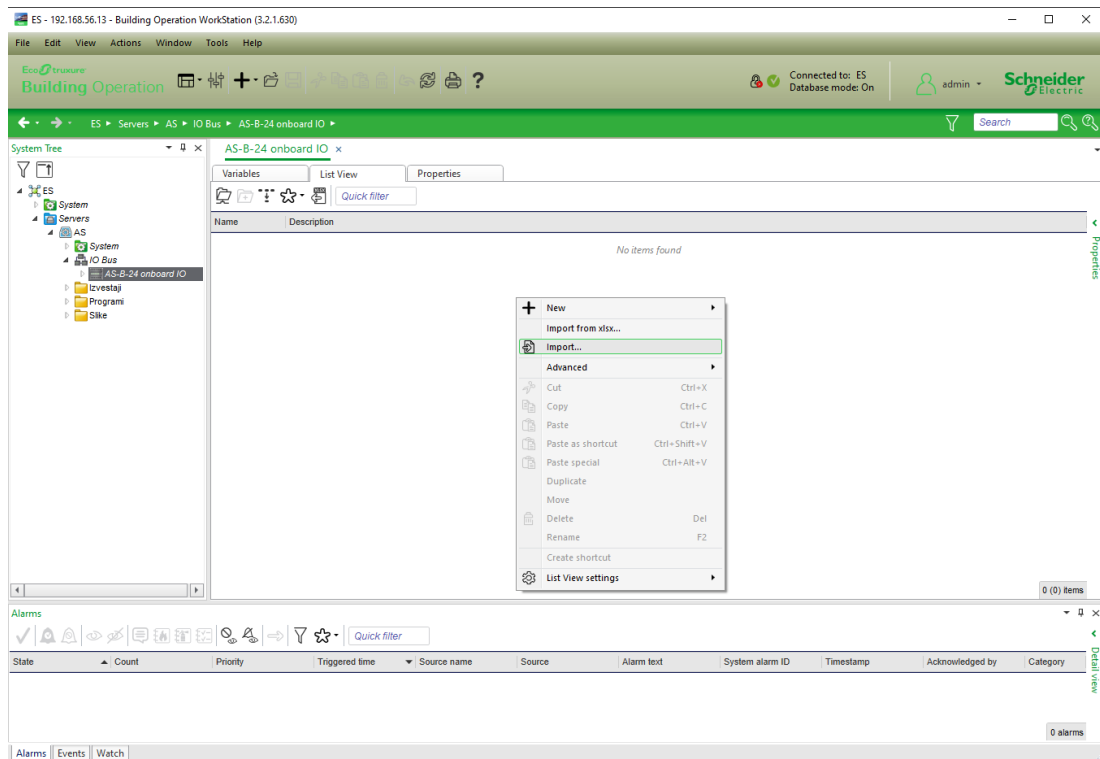 ES - 192.168.56.13 - Building Operation WorkStation (3.2.1.630)
File Edit View Actions Window Tools Help
EcoStruxure
Building Operation
Connected to: ES
Database mode: On
admin
Schneider
Electric
ES ▸ Servers ▸ AS ▸ IO Bus ▸ AS-B-24 onboard IO ▸
Search
System Tree
AS-B-24 onboard IO ×
Variables List View Properties
Quick filter
ES
System
Servers
AS
System
IO Bus
AS-B-24 onboard IO
Izvestaji
Programi
Slike
Name Description
No items found
Properties
New
Import from xlsx...
Import...
Advanced
Cut Ctrl+X
Copy Ctrl+C
Paste Ctrl+V
Paste as shortcut Ctrl+Shift+V
Paste special Ctrl+Alt+V
Duplicate
Move
Delete Del
Rename F2
Create shortcut
List View settings
0 (0) items
Alarms
Quick filter
State Count Priority Triggered time Source name Source Alarm text System alarm ID Timestamp Acknowledged by Category
Detail view
0 alarms
Alarms Events Watch